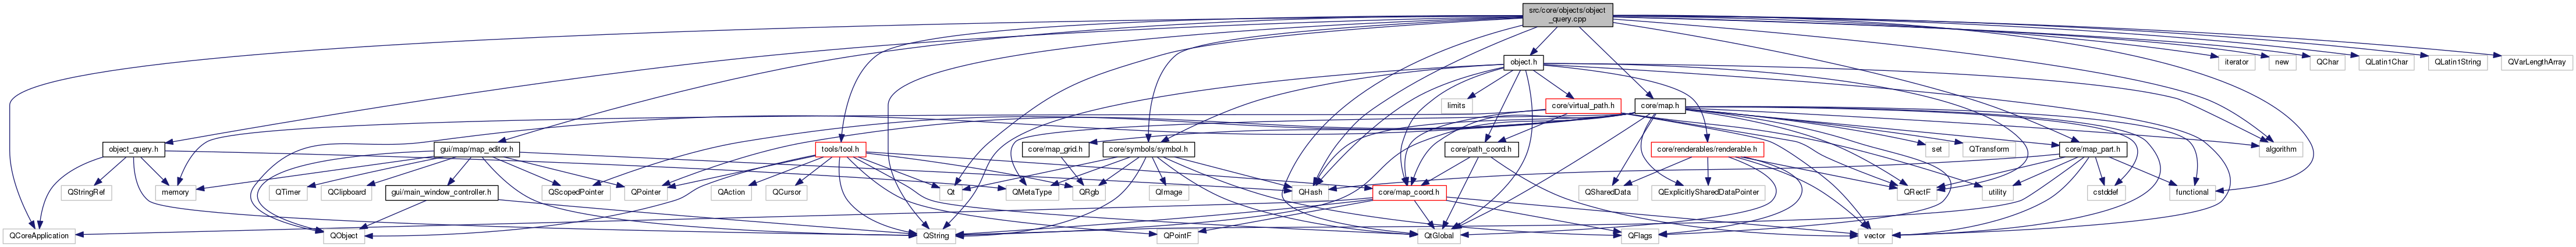 src/core/objects/object
_query.cpp
object.h
iterator
new
QChar
QLatin1Char
QLatin1String
QVarLengthArray
limits
core/virtual_path.h
core/map.h
object_query.h
gui/map/map_editor.h
tools/tool.h
core/map_grid.h
core/symbols/symbol.h
core/path_coord.h
core/renderables/renderable.h
set
QTransform
core/map_part.h
algorithm
QStringRef
memory
QTimer
QClipboard
gui/main_window_controller.h
QScopedPointer
QPointer
QAction
QCursor
Qt
QMetaType
QRgb
QImage
QHash
core/map_coord.h
QSharedData
QExplicitlySharedDataPointer
QRectF
utility
cstddef
functional
QCoreApplication
QObject
QString
QPointF
QtGlobal
QFlags
vector